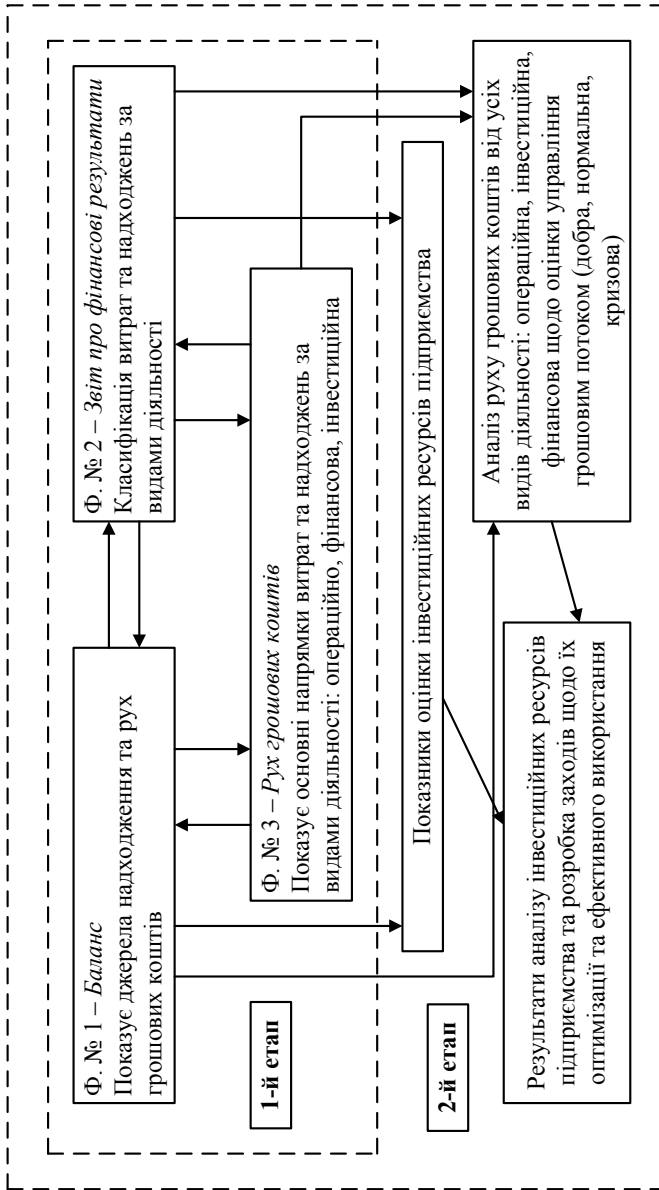 Ф. № 1 – Баланс
Показує джерела надходження та рух
грошових коштів
Ф. № 2 – Звіт про фінансові результати
Класифікація витрат та надходжень за
видами діяльності
Ф. № 3 – Рух грошових коштів
Показує основні напрямки витрат та надходжень за
видами діяльності: операційно, фінансова, інвестиційна
1-й етап
Показники оцінки інвестиційних ресурсів підприємства
2-й етап
Результати аналізу інвестиційних ресурсів
підприємства та розробка заходів щодо їх
оптимізації та ефективного використання
Аналіз руху грошових коштів від усіх
видів діяльності: операційна, інвестиційна,
фінансова щодо оцінки управління
грошовим потоком (добра, нормальна,
кризова)